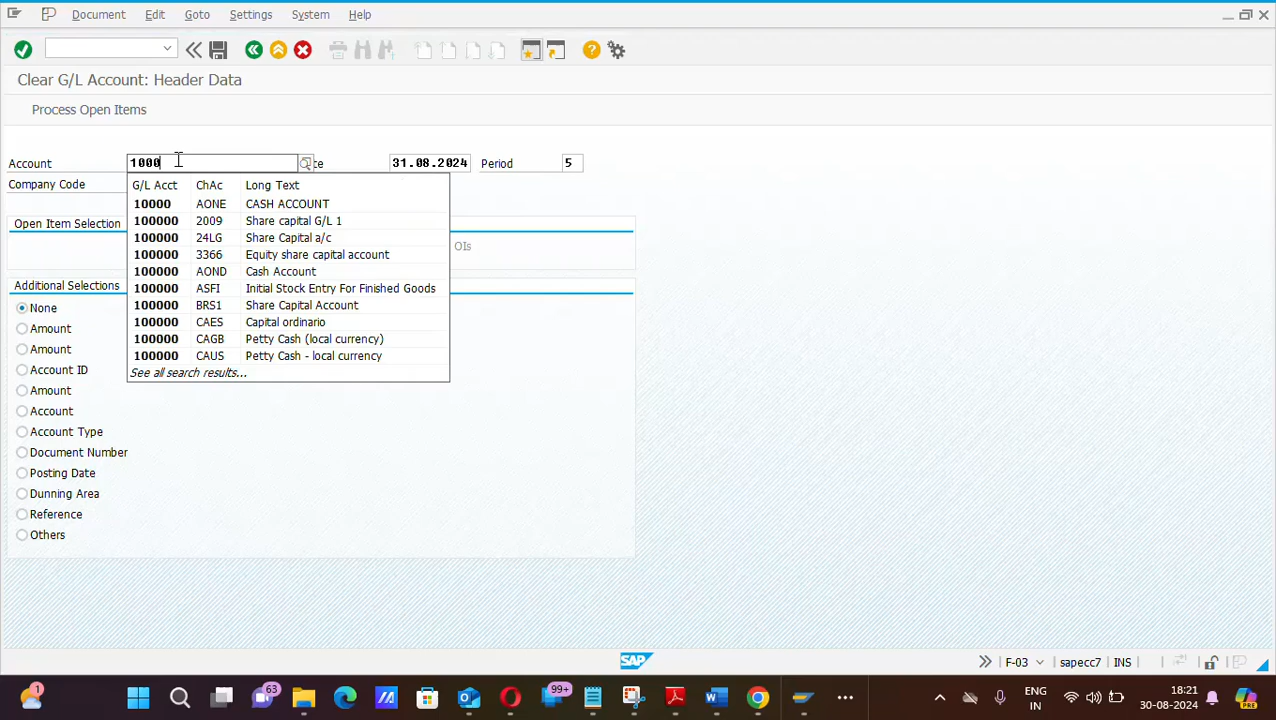 Document Edit Goto Settings System Help
Clear G/L Account: Header Data
Process Open Items
Account 1000 te 31.08.2024 Period 5
Company Code
G/L Acct ChAc Long Text
10000 AONE CASH ACCOUNT
100000 2009 Share capital G/L 1
100000 24LG Share Capital a/c
100000 3366 Equity share capital account
100000 AOND Cash Account
100000 ASFI Initial Stock Entry For Finished Goods
100000 BRS1 Share Capital Account
100000 CAES Capital ordinario
100000 CAGB Petty Cash (local currency)
100000 CAUS Petty Cash - local currency
See all search results...
Open Item Selection
OIs
Additional Selections
None
Amount
Amount
Account ID
Amount
Account
Account Type
Document Number
Posting Date
Dunning Area
Reference
Others
SAP F-03 sapecc7 INS
1 63 99+ ENG IN 18:21 30-08-2024 PRE